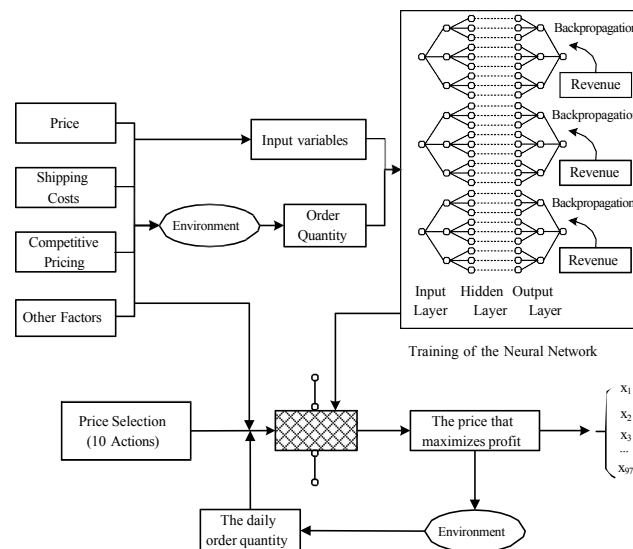 Price
Shipping
Costs
Competitive
Pricing
Other Factors
Input variables
Environment
Order
Quantity
Backpropagation
Revenue
Backpropagation
Revenue
Backpropagation
Revenue
Input
Layer
Hidden
Layer
Output
Layer
Training of the Neural Network
Price Selection
(10 Actions)
The price that
maximizes profit
x1
x2
x3
...
x97
The daily
order quantity
Environment